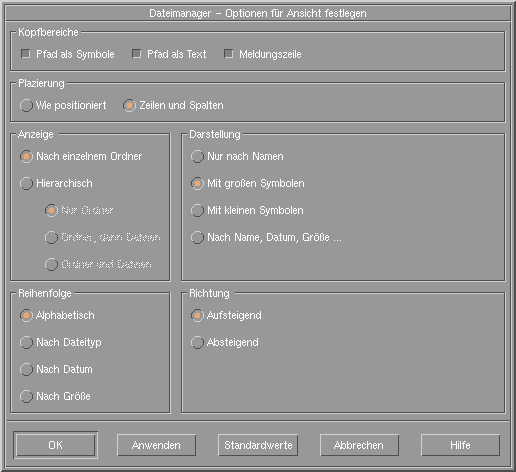 Dateimanager - Optionen für Ansicht festlegen
Kopfbereiche
Pfad als Symbole Pfad als Text Meldungszeile
Plazierung
Wie positioniert Zeilen und Spalten
Anzeige
Nach einzelnem Ordner
Hierarchisch
Nur Ordner
Ordner, dann Dateien
Ordner und Dateien
Darstellung
Nur nach Namen
Mit großen Symbolen
Mit kleinen Symbolen
Nach Name, Datum, Größe ...
Reihenfolge
Alphabetisch
Nach Dateityp
Nach Datum
Nach Größe
Richtung
Aufsteigend
Absteigend
OK Anwenden Standardwerte Abbrechen Hilfe